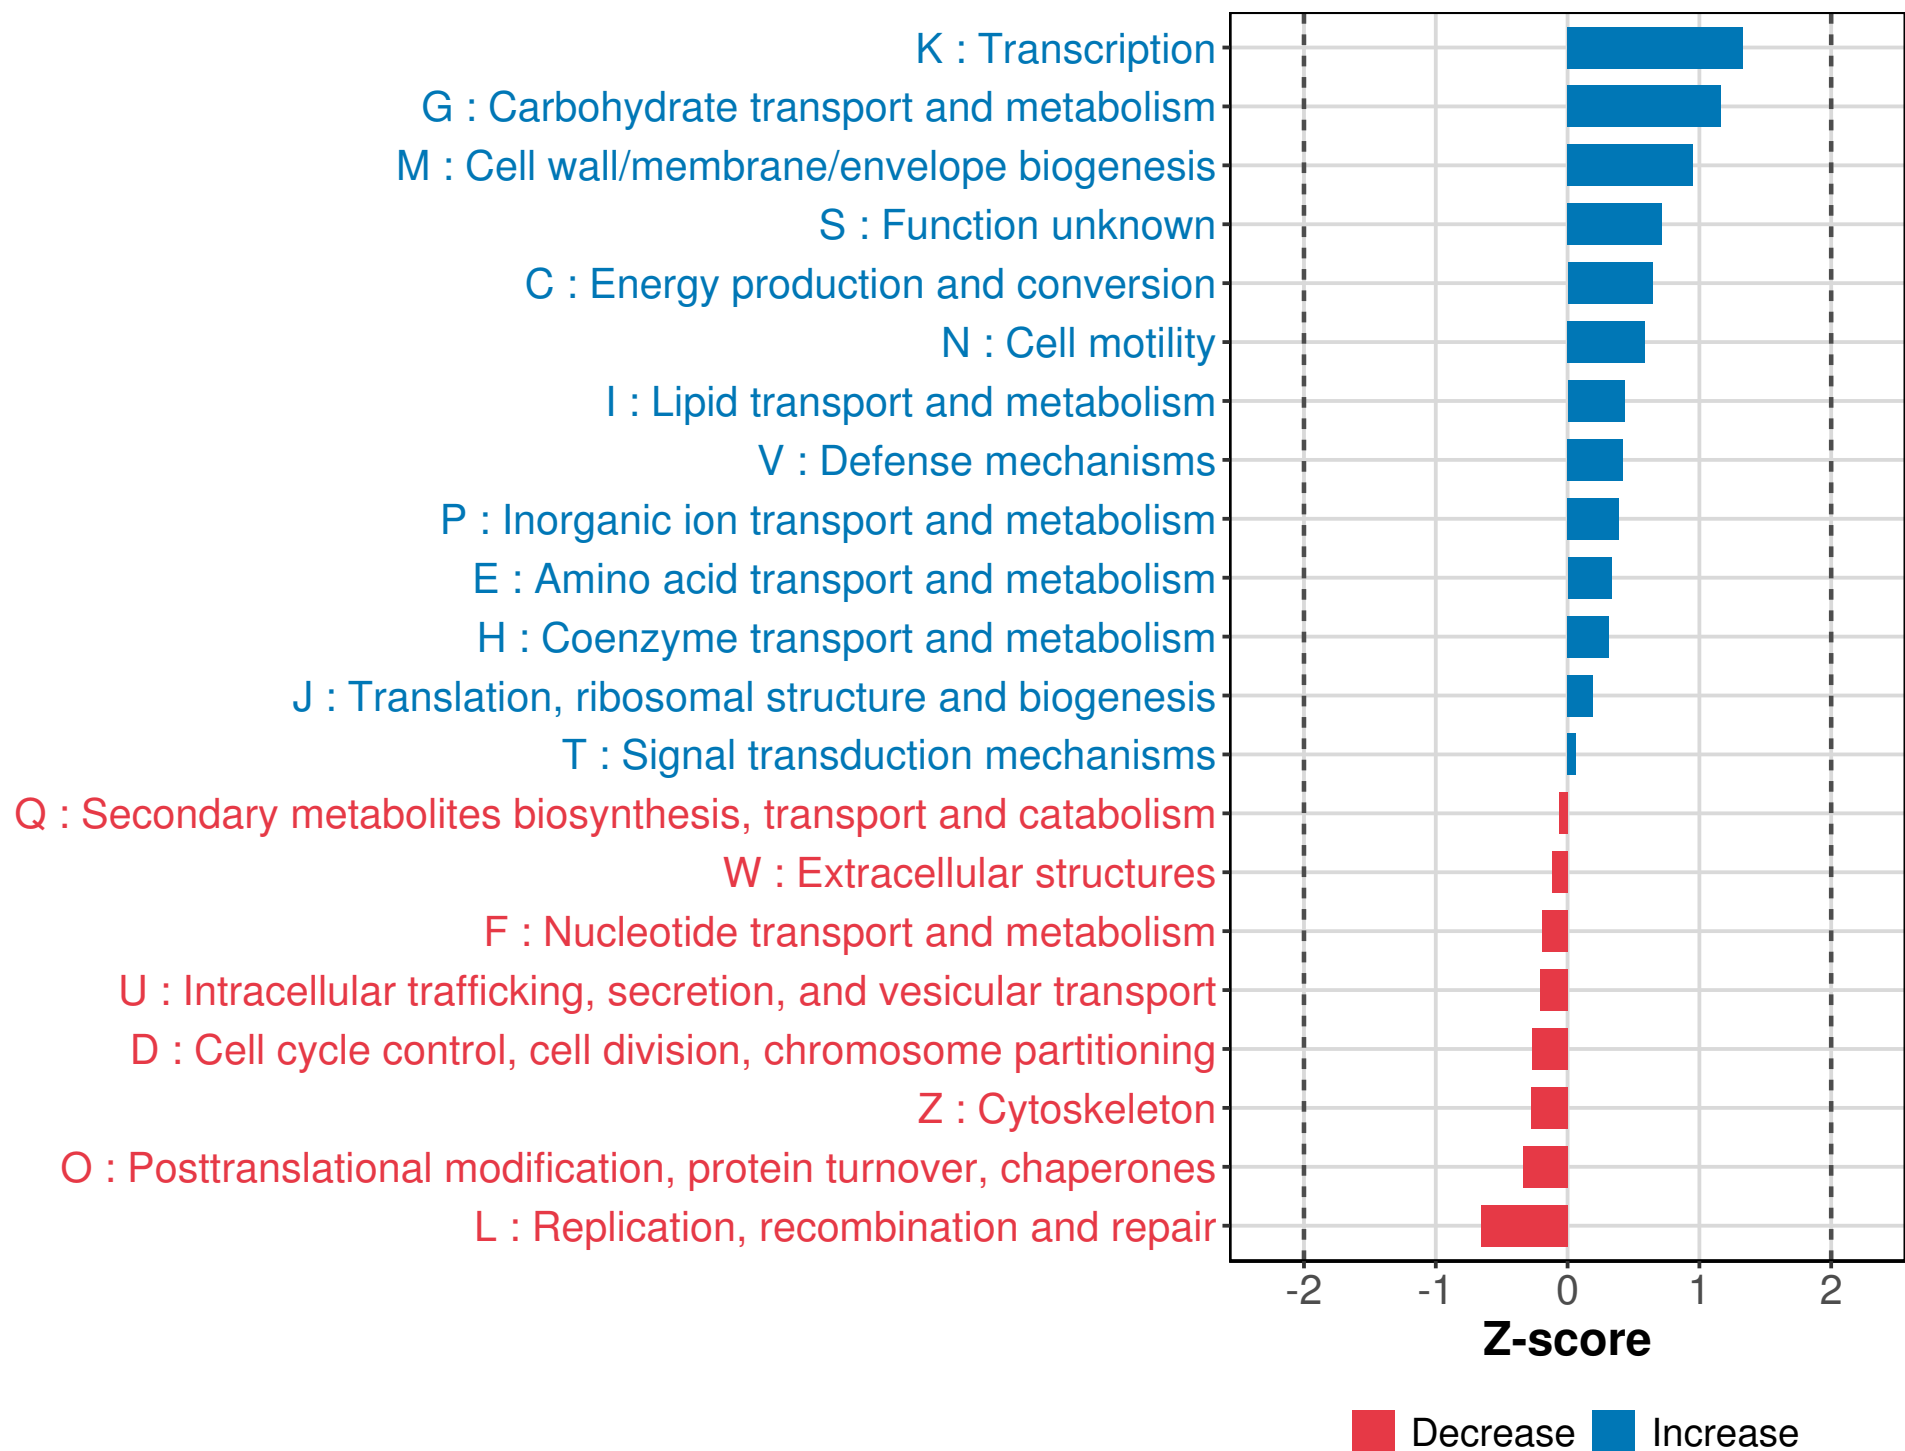 K : Transcription
G : Carbohydrate transport and metabolism
M : Cell wall/membrane/envelope biogenesis
S : Function unknown
C : Energy production and conversion
N : Cell motility
I : Lipid transport and metabolism
V : Defense mechanisms
P : Inorganic ion transport and metabolism
E : Amino acid transport and metabolism
H : Coenzyme transport and metabolism
J : Translation, ribosomal structure and biogenesis
T : Signal transduction mechanisms
Q : Secondary metabolites biosynthesis, transport and catabolism
W : Extracellular structures
F : Nucleotide transport and metabolism
U : Intracellular trafficking, secretion, and vesicular transport
D : Cell cycle control, cell division, chromosome partitioning
Z : Cytoskeleton
O : Posttranslational modification, protein turnover, chaperones
L : Replication, recombination and repair
-2 -1 0 1 2
Z-score
Decrease Increase